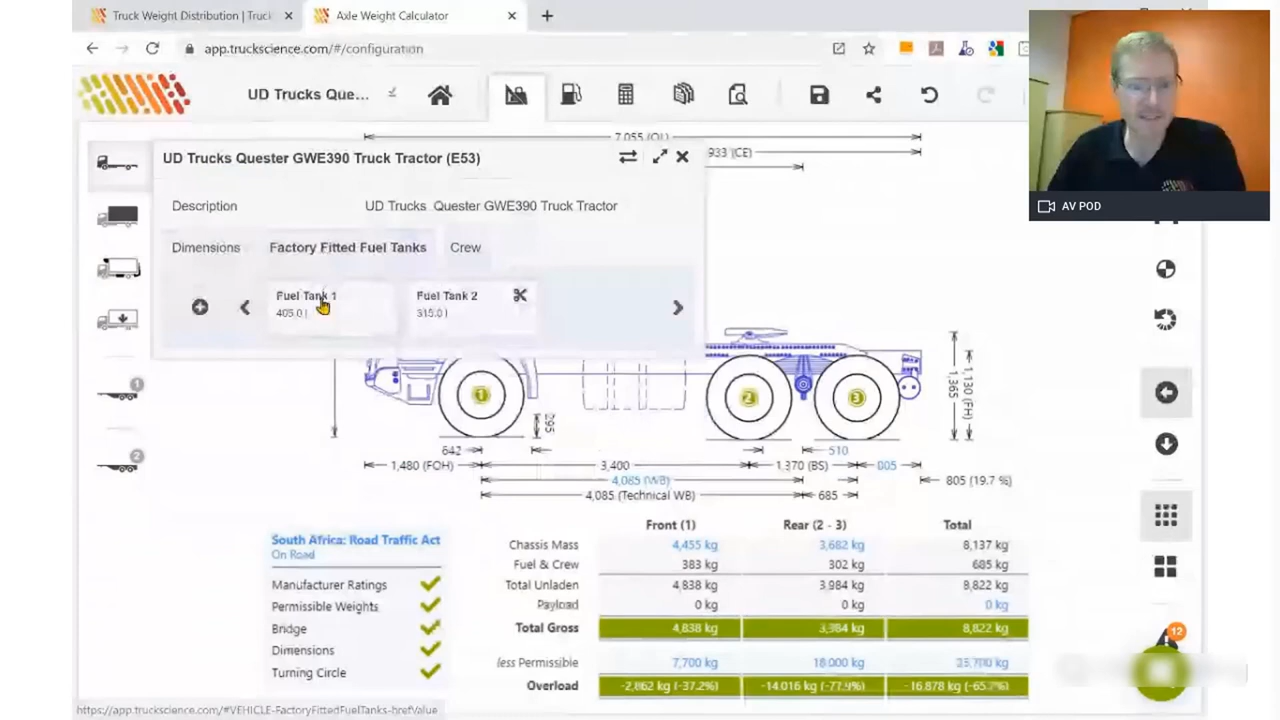 Truck Weight Distribution | Truck
Axle Weight Calculator
app.truckscience.com/#/configuration
UD Trucks Que...
7,055 (OL)
933 (CE)
AV POD
UD Trucks Quester GWE390 Truck Tractor (E53)
Description
UD Trucks Quester GWE390 Truck Tractor
Dimensions
Factory Fitted Fuel Tanks
Crew
Fuel Tank 1
405.0 l
Fuel Tank 2
315.0 l
1
2
1
2
3
295
1,365
1,130 (FH)
642
510
1,480 (FOH)
3,400
1,370 (BS)
805
4,085 (WB)
805 (19.7 %)
4,085 (Technical WB)
685
Front (1)
Rear (2 - 3)
Total
South Africa: Road Traffic Act
On Road
Chassis Mass
4,455 kg
3,682 kg
8,137 kg
Fuel & Crew
383 kg
302 kg
685 kg
Manufacturer Ratings
Total Unladen
4,838 kg
3,984 kg
8,822 kg
Permissible Weights
Payload
0 kg
0 kg
0 kg
Bridge
Total Gross
4,838 kg
3,984 kg
8,822 kg
12
Dimensions
less Permissible
7,700 kg
18,000 kg
25,700 kg
Turning Circle
Overload
-2,862 kg (-37.2%)
-14,016 kg (-77.9%)
-16,878 kg (-65.7%)
https://app.truckscience.com/#VEHICLE-FactoryFittedFuelTanks-hrefValue